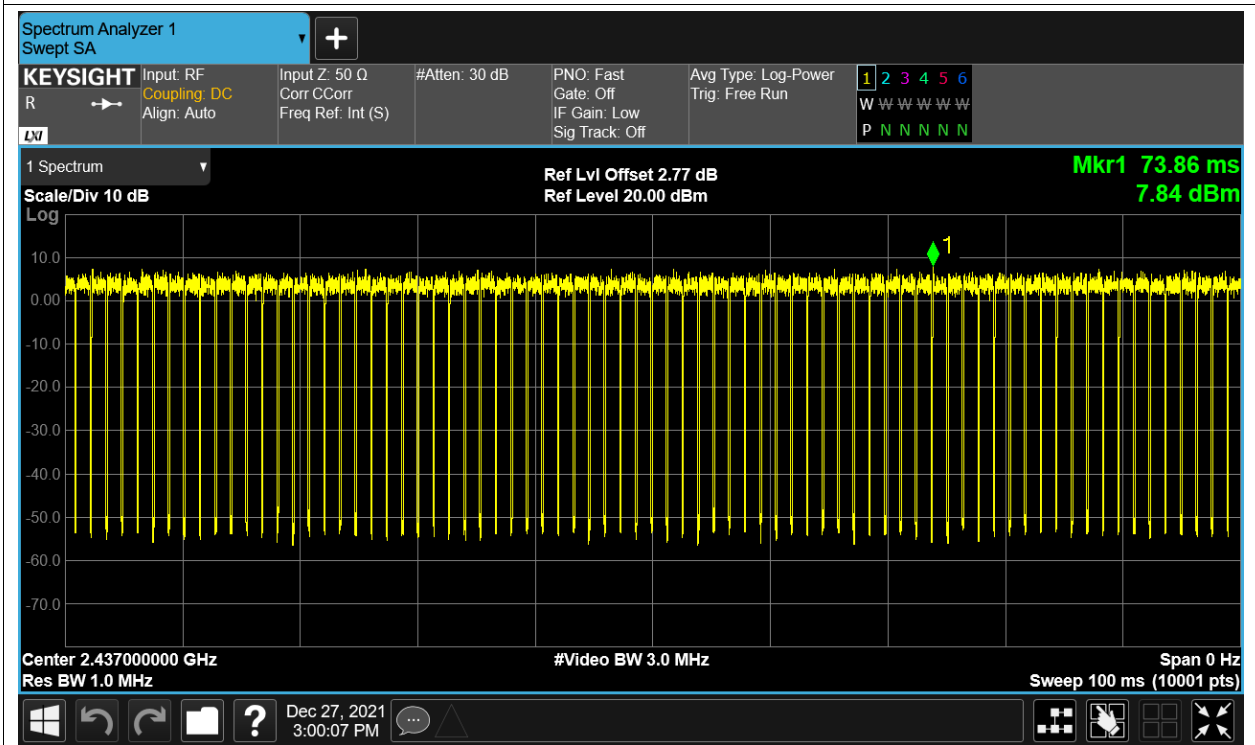 Spectrum Analyzer 1
Swept SA
+
KEYSIGHT
R
LXI
Input: RF
Coupling: DC
Align: Auto
Input Z: 50 Ω
Corr CCorr
Freq Ref: Int (S)
#Atten: 30 dB
PNO: Fast
Gate: Off
IF Gain: Low
Sig Track: Off
Avg Type: Log-Power
Trig: Free Run
1 2 3 4 5 6
W W W W W W
P N N N N N
1 Spectrum
Scale/Div 10 dB
Ref Lvl Offset 2.77 dB
Ref Level 20.00 dBm
Mkr1 73.86 ms
7.84 dBm
Log
1
10.0
0.00
-10.0
-20.0
-30.0
-40.0
-50.0
-60.0
-70.0
Center 2.437000000 GHz
#Video BW 3.0 MHz
Span 0 Hz
Res BW 1.0 MHz
Sweep 100 ms (10001 pts)
?
Dec 27, 2021
3:00:07 PM